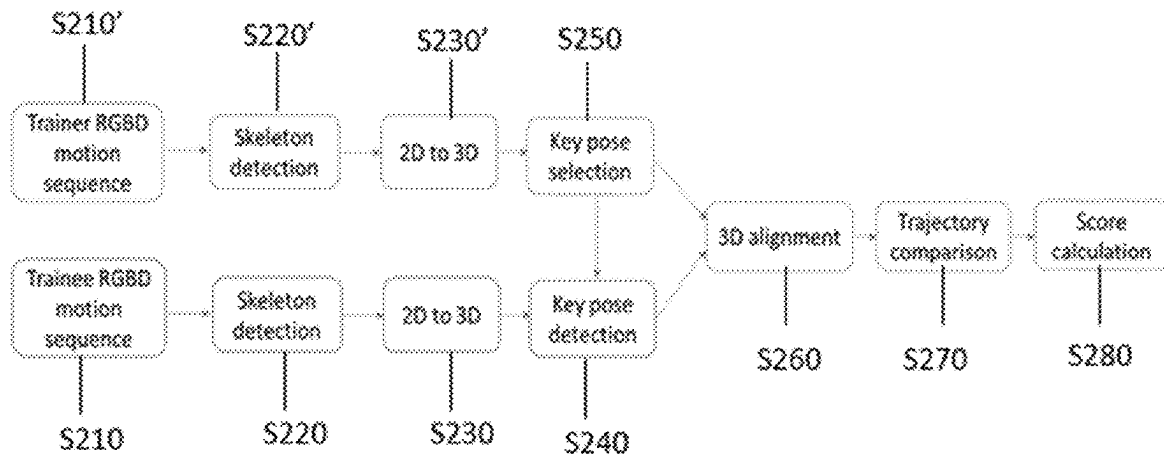 S210’
S220’
S230’
S250
Trainer RGBD
motion
sequence
Skeleton
detection
2D to 3D
Key pose
selection
3D alignment
Trajectory
comparison
Score
calculation
Trainee RGBD
motion
sequence
Skeleton
detection
2D to 3D
Key pose
detection
S260
S270
S280
S210
S220
S230
S240